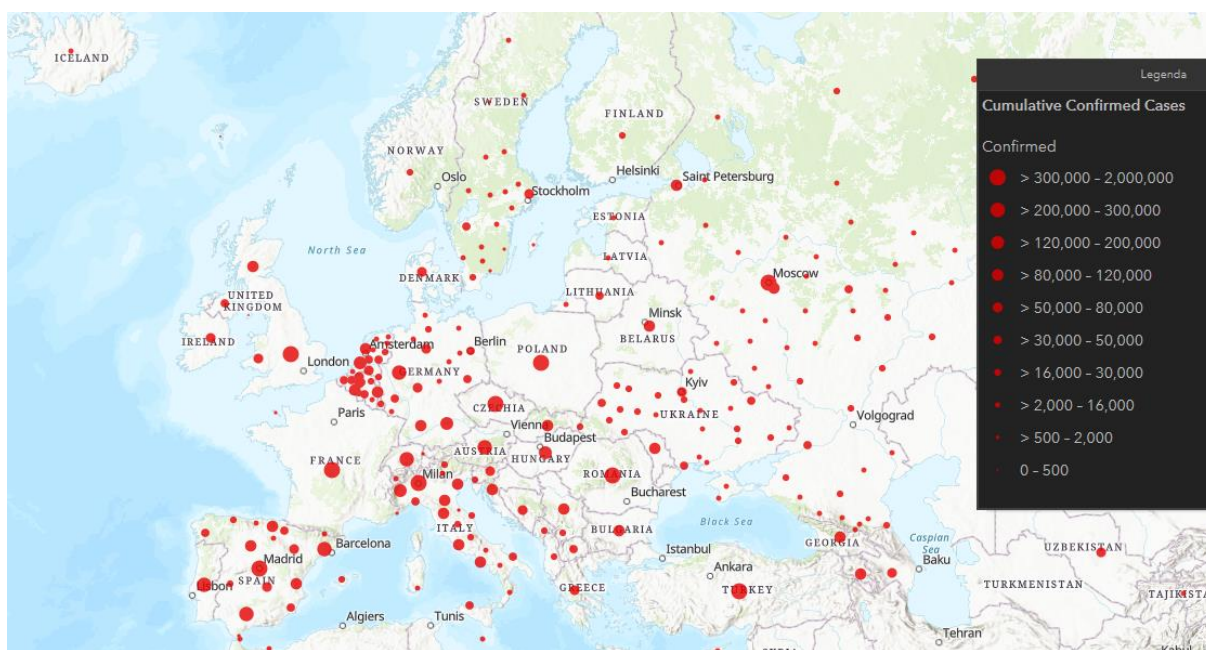 Legenda
Cumulative Confirmed Cases
Confirmed
> 300,000 - 2,000,000
> 200,000 - 300,000
> 120,000 - 200,000
> 80,000 - 120,000
> 50,000 - 80,000
> 30,000 - 50,000
> 16,000 - 30,000
> 2,000 - 16,000
> 500 - 2,000
0 - 500
ICELAND
SWEDEN
FINLAND
NORWAY
Oslo
Helsinki
Saint Petersburg
Stockholm
ESTONIA
North Sea
LATVIA
DENMARK
Moscow
LITHUANIA
UNITED
KINGDOM
Minsk
IRELAND
BELARUS
Amsterdam
Berlin
POLAND
London
GERMANY
Kyiv
CZECHIA
UKRAINE
Volgograd
Paris
Vienna
Budapest
AUSTRIA
HUNGARY
FRANCE
Milan
ROMANIA
Bucharest
ITALY
BULGARIA
Black Sea
GEORGIA
Caspian
Sea
UZBEKISTAN
Barcelona
Istanbul
Baku
Madrid
Ankara
TURKMENISTAN
Lisbon
SPAIN
GREECE
TURKEY
TAJIKISTA
Algiers
Tunis
Tehran